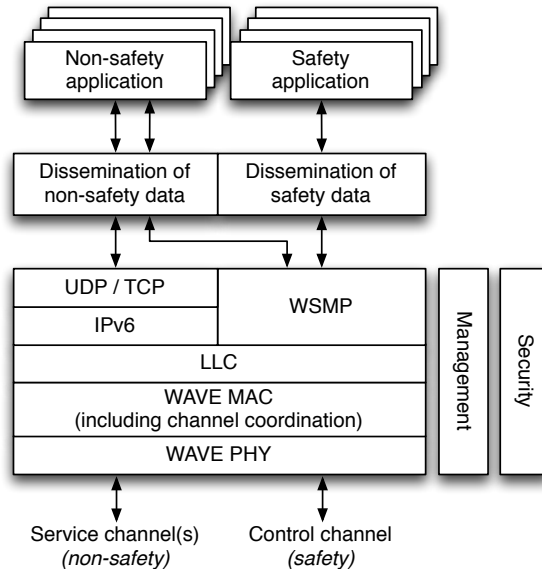 Non-safety
application
Safety
application
Dissemination of
non-safety data
Dissemination of
safety data
UDP / TCP
IPv6
WSMP
LLC
WAVE MAC
(including channel coordination)
WAVE PHY
Management
Security
Service channel(s)
(non-safety)
Control channel
(safety)